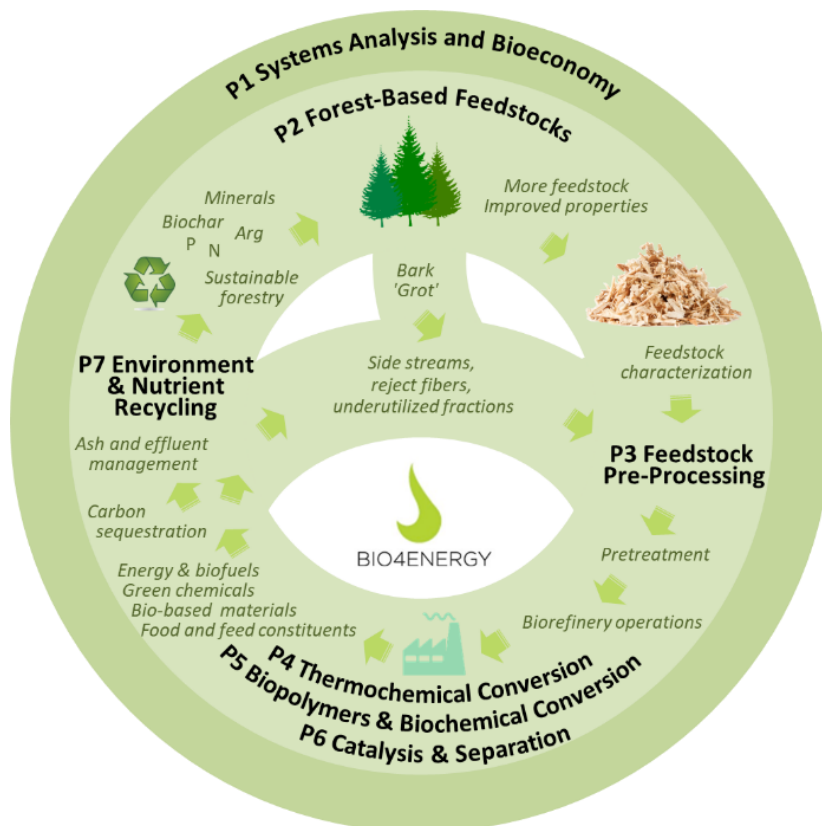 P1 Systems Analysis and Bioeconomy
P2 Forest-Based Feedstocks
More feedstock
Improved properties
Feedstock
characterization
P3 Feedstock
Pre-Processing
Pretreatment
Biorefinery operations
P4 Thermochemical Conversion
P5 Biopolymers & Biochemical Conversion
P6 Catalysis & Separation
Energy & biofuels
Green chemicals
Bio-based materials
Food and feed constituents
Carbon
sequestration
Ash and effluent
management
P7 Environment
& Nutrient
Recycling
Minerals
Biochar
P N Arg
Sustainable
forestry
Bark
'Grot'
Side streams,
reject fibers,
underutilized fractions
BIO4ENERGY